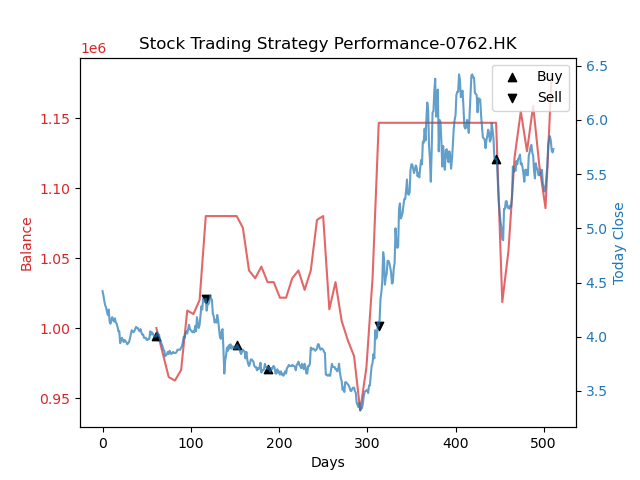 Stock Trading Strategy Performance-0762.HK
1e6
Buy
Sell
6.5
6.0
5.5
5.0
4.5
4.0
3.5
1.15
1.10
1.05
1.00
0.95
Balance
Today Close
0
100
200
300
400
500
Days